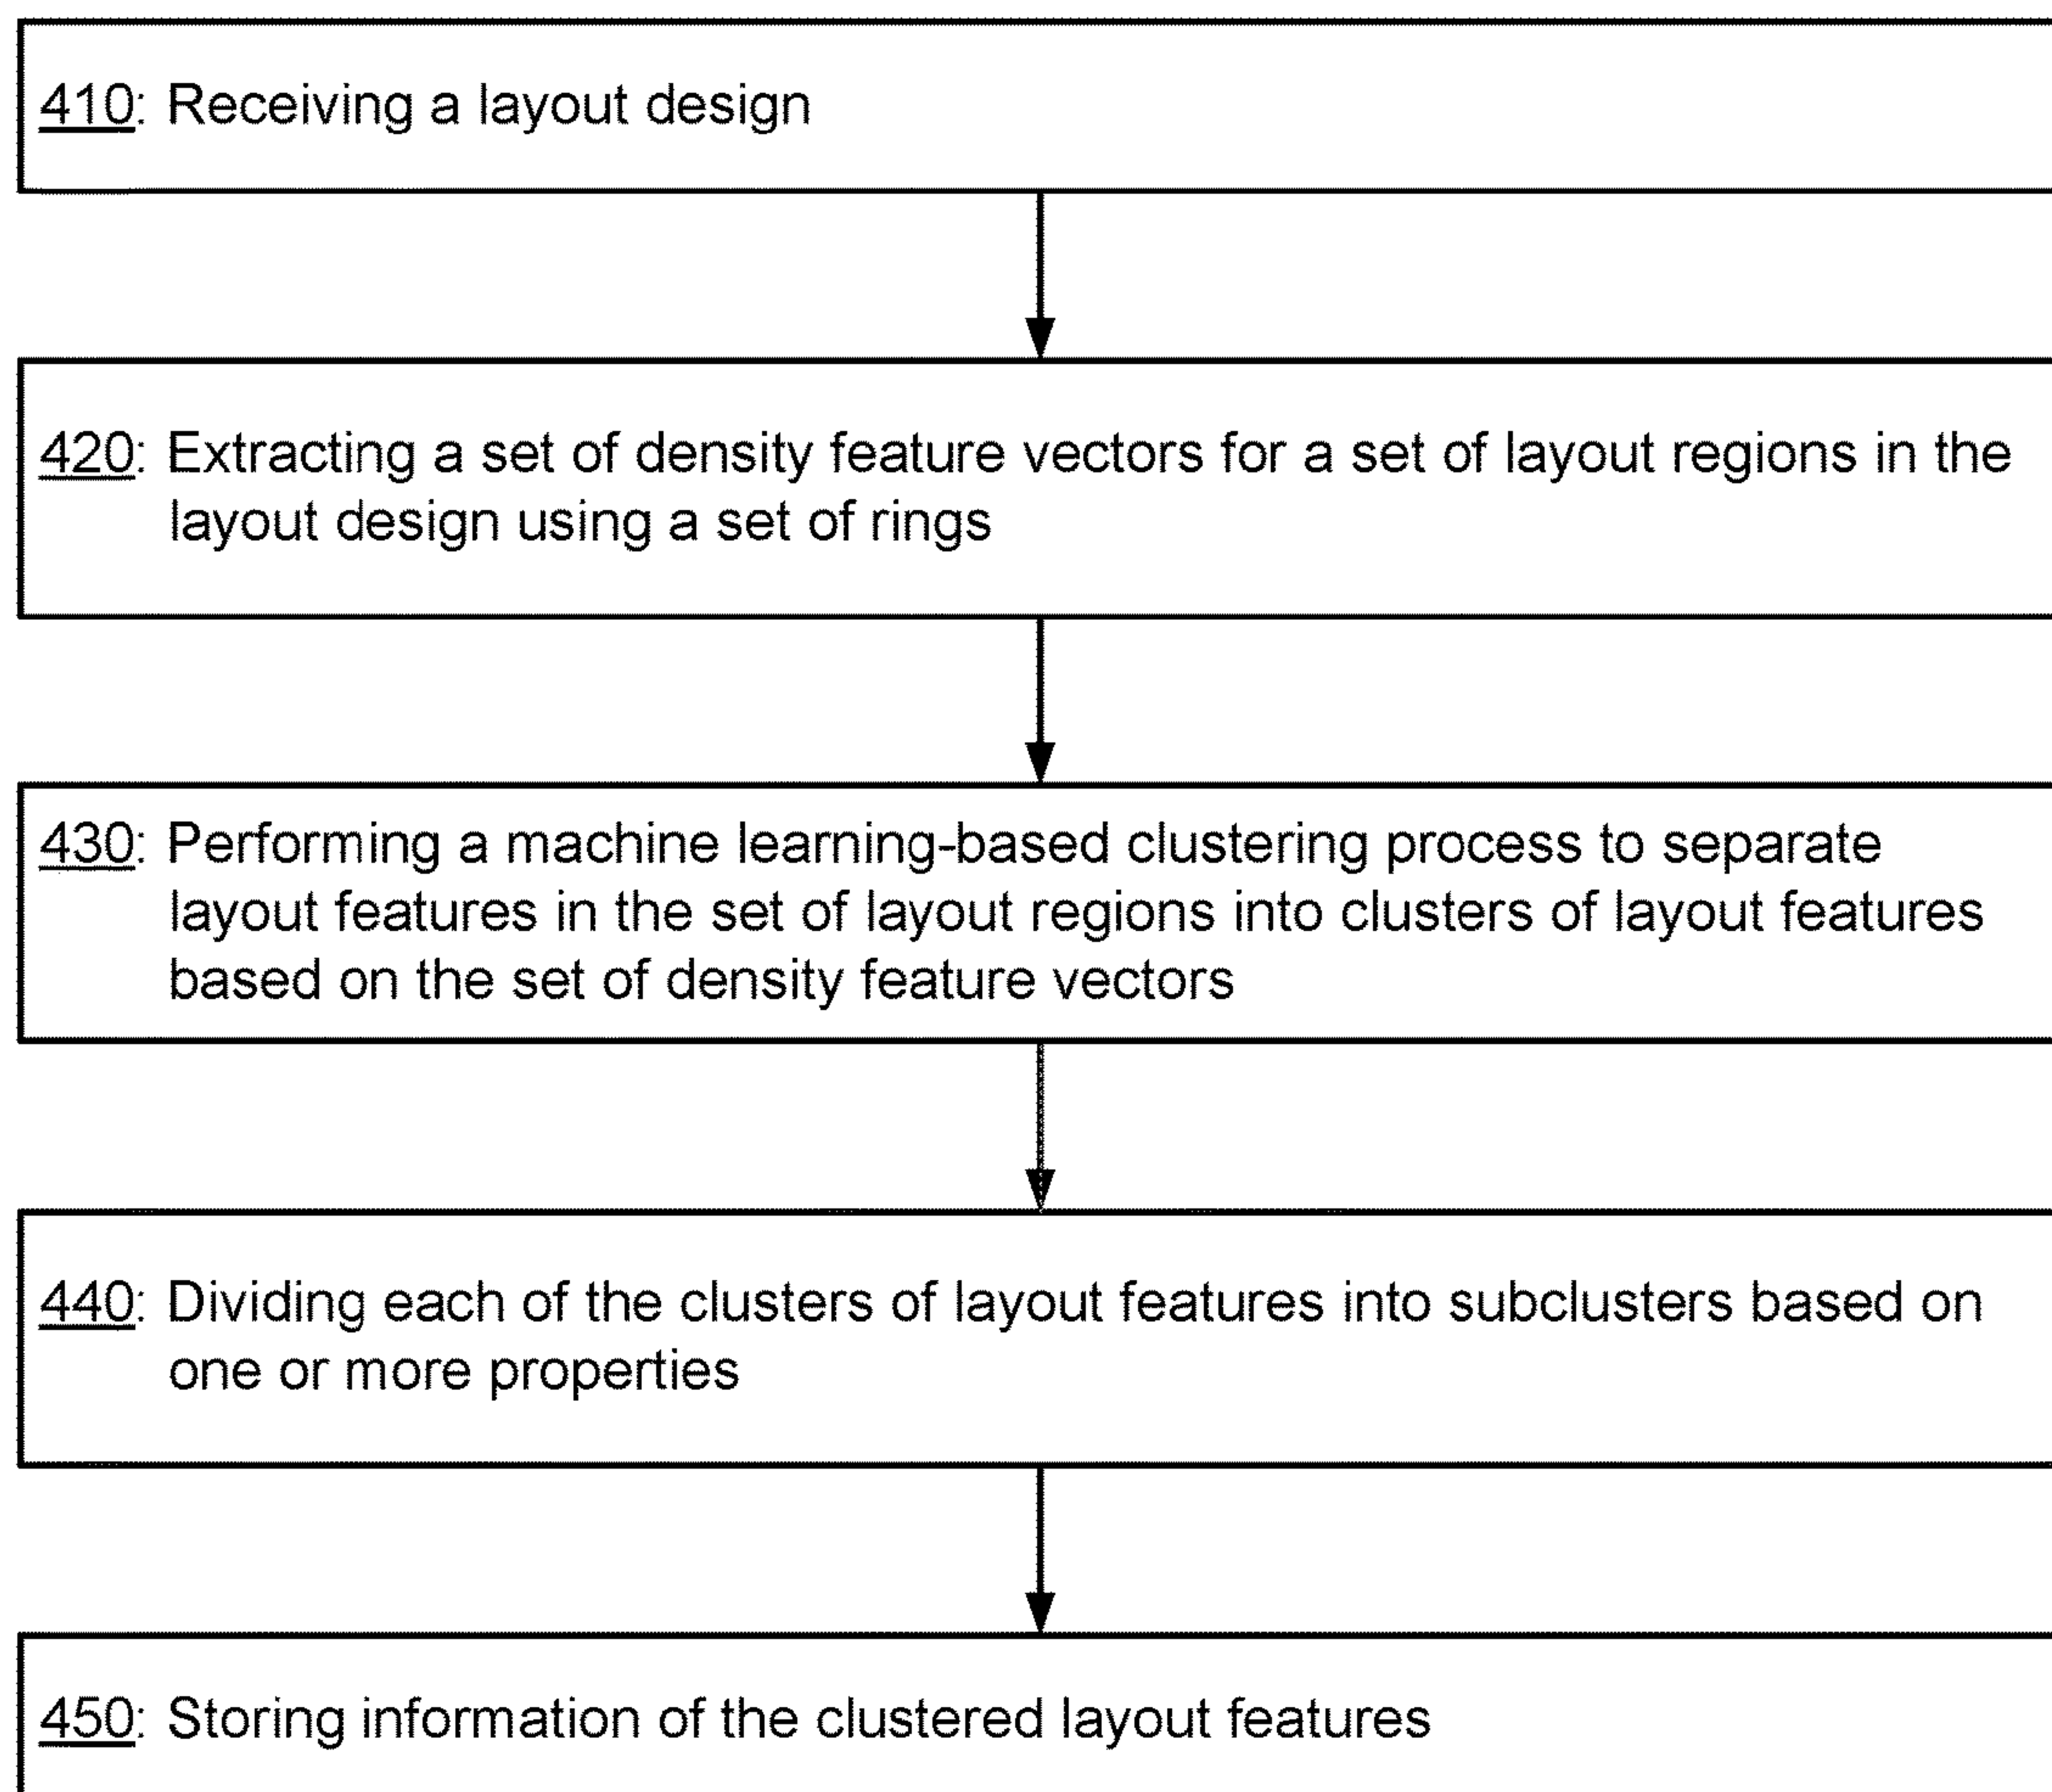 410: Receiving a layout design
420: Extracting a set of density feature vectors for a set of layout regions in the
layout design using a set of rings
430: Performing a machine learning-based clustering process to separate
layout features in the set of layout regions into clusters of layout features
based on the set of density feature vectors
440: Dividing each of the clusters of layout features into subclusters based on
one or more properties
450: Storing information of the clustered layout features